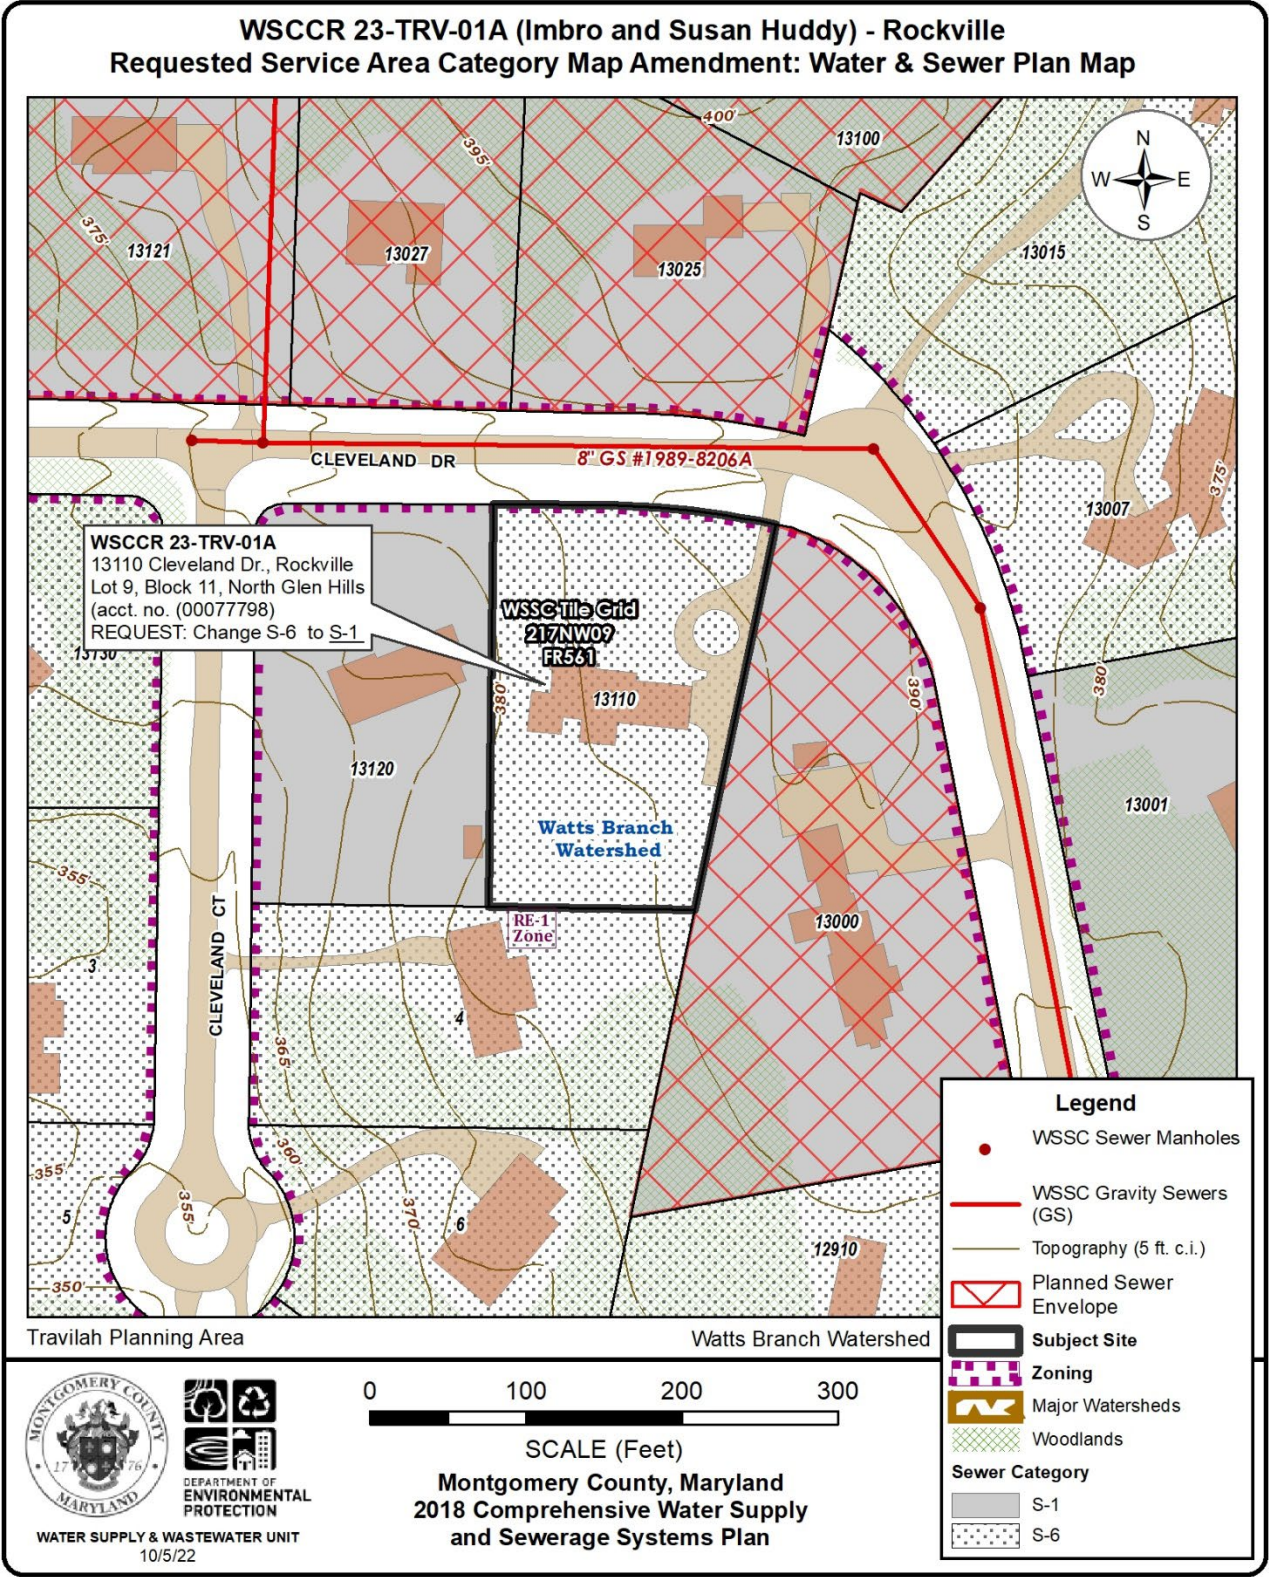 WSCCR 23-TRV-01A (Imbro and Susan Huddy) - Rockville
Requested Service Area Category Map Amendment: Water & Sewer Plan Map
400'
13100
N
W E
S
395'
375'
13121
13027
13025
13015
CLEVELAND DR
8" GS #1989-8206A
375'
13007
WSCCR 23-TRV-01A
13110 Cleveland Dr., Rockville
Lot 9, Block 11, North Glen Hills
(acct. no. (00077798)
REQUEST: Change S-6 to S-1
13130
WSSC Tile Grid
217NW09
FR561
380'
13110
390'
380'
13120
13001
Watts Branch
Watershed
355'
RE-1
Zone
13000
CLEVELAND CT
3
4
365'
360'
355'
355'
5
370'
6
12910
350'
Travilah Planning Area
Watts Branch Watershed
Legend
WSSC Sewer Manholes
WSSC Gravity Sewers
(GS)
Topography (5 ft. c.i.)
Planned Sewer
Envelope
Subject Site
Zoning
Major Watersheds
Woodlands
Sewer Category
S-1
S-6
MONTGOMERY COUNTY
17 76
MARYLAND
DEPARTMENT OF
ENVIRONMENTAL
PROTECTION
WATER SUPPLY & WASTEWATER UNIT
10/5/22
0 100 200 300
SCALE (Feet)
Montgomery County, Maryland
2018 Comprehensive Water Supply
and Sewerage Systems Plan